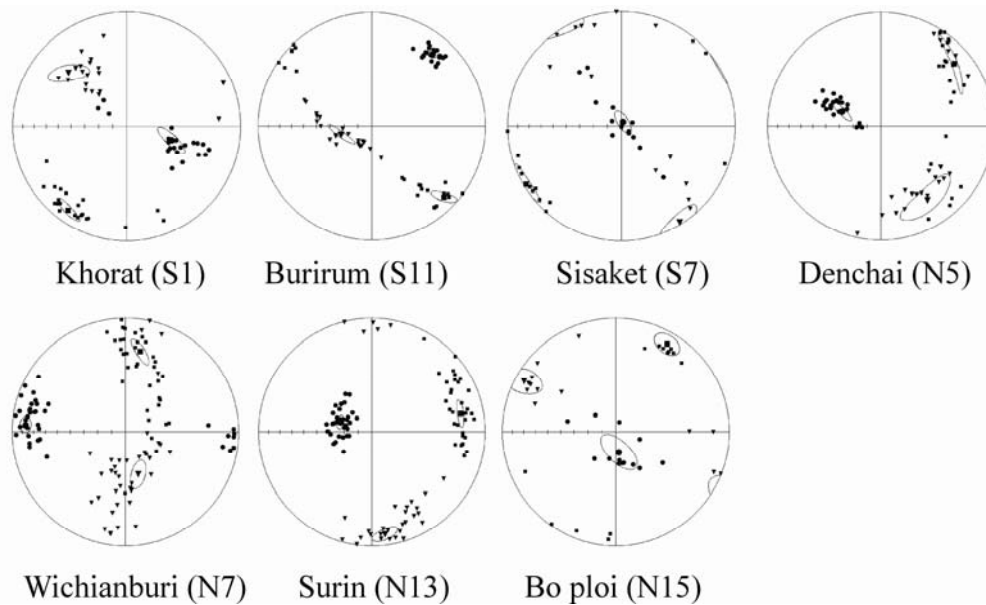 Khorat (S1) Burirum (S11) Sisaket (S7) Denchai (N5)
Wichianburi (N7) Surin (N13) Bo ploi (N15)